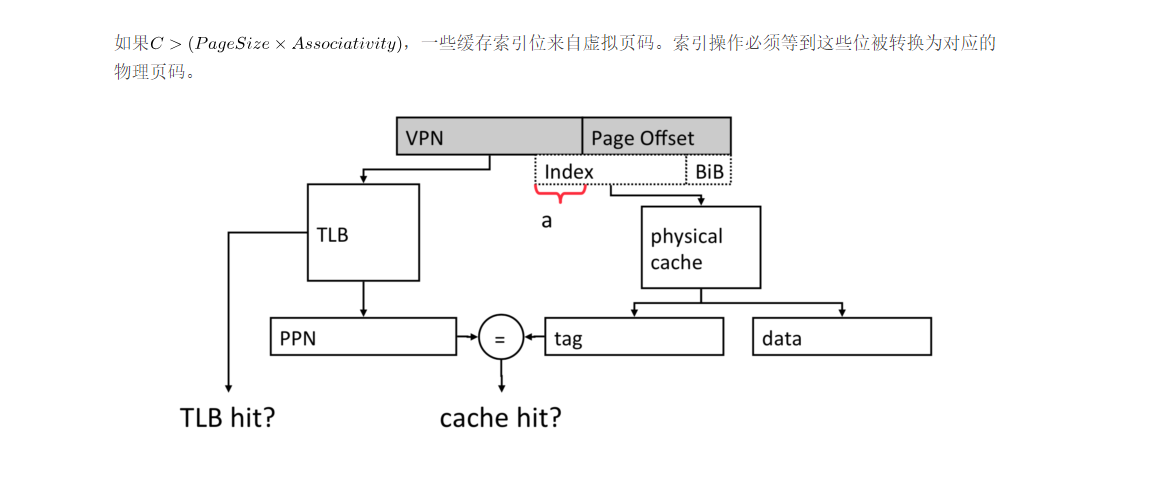 如果C > (PageSize × Associativity)，一些缓存索引位来自虚拟页码。索引操作必须等到这些位被转换为对应的
物理页码。
VPN
Page Offset
Index
BiB
a
TLB
physical
cache
PPN
=
tag
data
TLB hit?
cache hit?